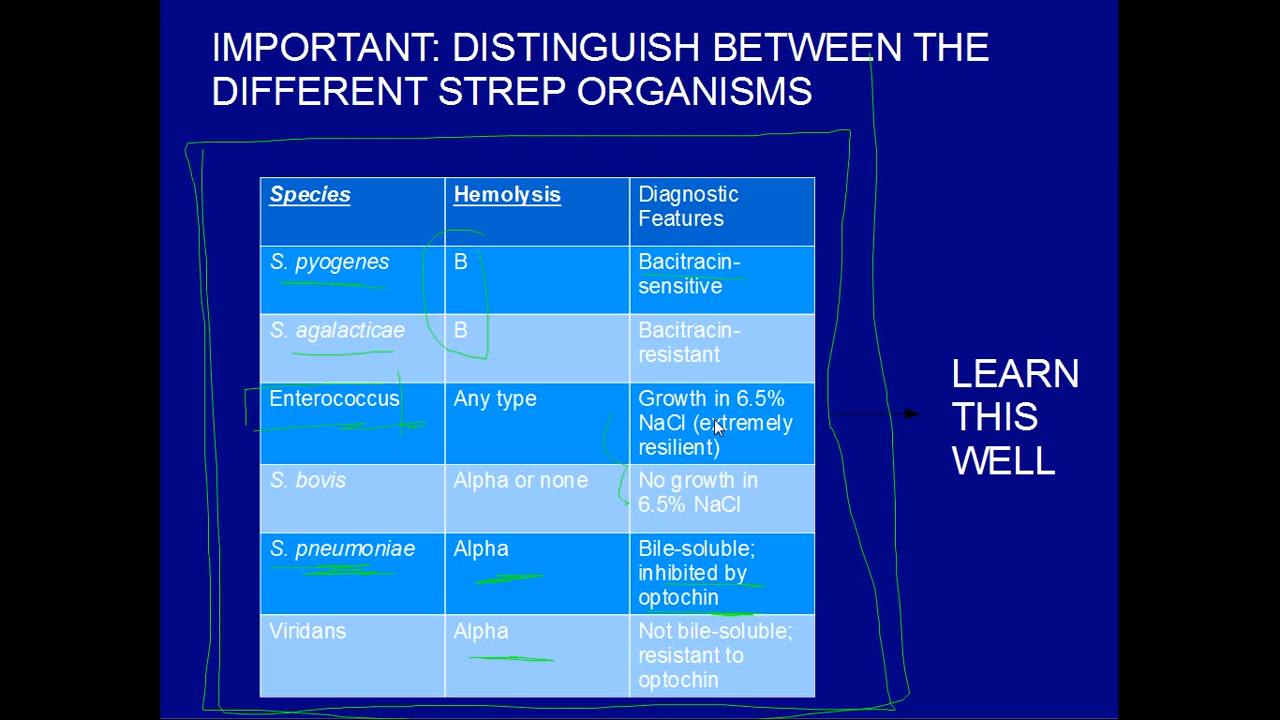 IMPORTANT: DISTINGUISH BETWEEN THE
DIFFERENT STREP ORGANISMS
Species
Hemolysis
Diagnostic
Features
S. pyogenes
B
Bacitracin-
sensitive
S. agalacticae
B
Bacitracin-
resistant
Enterococcus
Any type
Growth in 6.5%
NaCl (extremely
resilient)
S. bovis
Alpha or none
No growth in
6.5% NaCl
S. pneumoniae
Alpha
Bile-soluble;
inhibited by
optochin
Viridans
Alpha
Not bile-soluble;
resistant to
optochin
LEARN
THIS
WELL